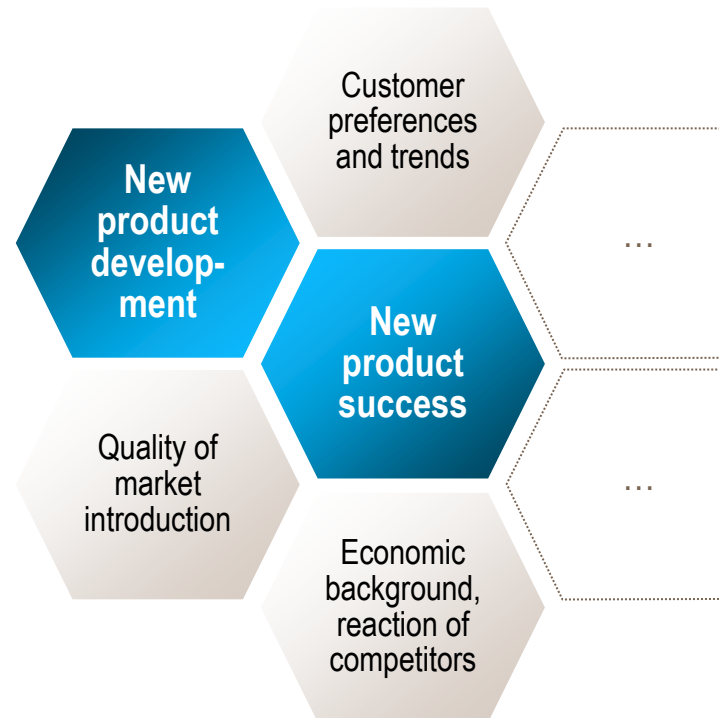 Customer
preferences
and trends
New
product
develop-
ment
...
New
product
success
Quality of
market
introduction
...
Economic
background,
reaction of
competitors